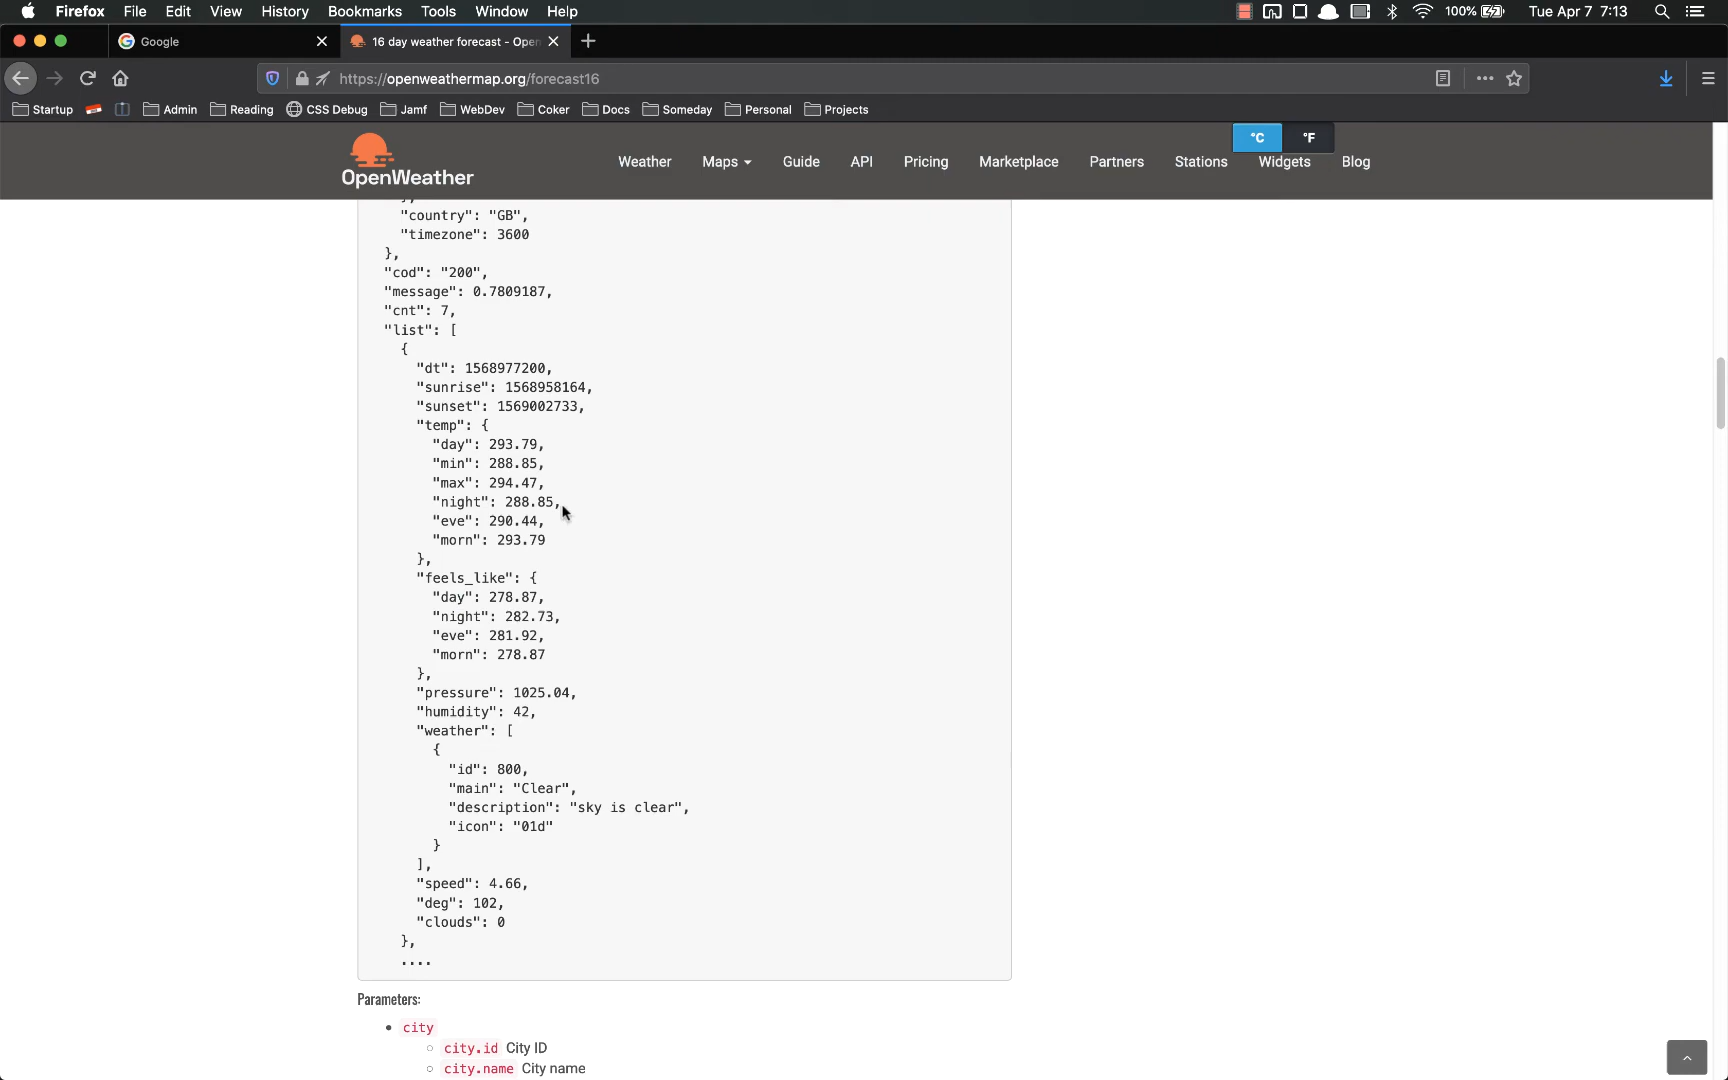 Firefox File Edit View History Bookmarks Tools Window Help 100% Tue Apr 7 7:13
Google 16 day weather forecast - Open
https://openweathermap.org/forecast16
Startup Admin Reading CSS Debug Jamf WebDev Coker Docs Someday Personal Projects
°C °F
OpenWeather Weather Maps Guide API Pricing Marketplace Partners Stations Widgets Blog
},
"country": "GB",
"timezone": 3600
},
"cod": "200",
"message": 0.7809187,
"cnt": 7,
"list": [
{
"dt": 1568977200,
"sunrise": 1568958164,
"sunset": 1569002733,
"temp": {
"day": 293.79,
"min": 288.85,
"max": 294.47,
"night": 288.85,
"eve": 290.44,
"morn": 293.79
},
"feels_like": {
"day": 278.87,
"night": 282.73,
"eve": 281.92,
"morn": 278.87
},
"pressure": 1025.04,
"humidity": 42,
"weather": [
{
"id": 800,
"main": "Clear",
"description": "sky is clear",
"icon": "01d"
}
],
"speed": 4.66,
"deg": 102,
"clouds": 0
},
....
Parameters:
city
city.id City ID
city.name City name